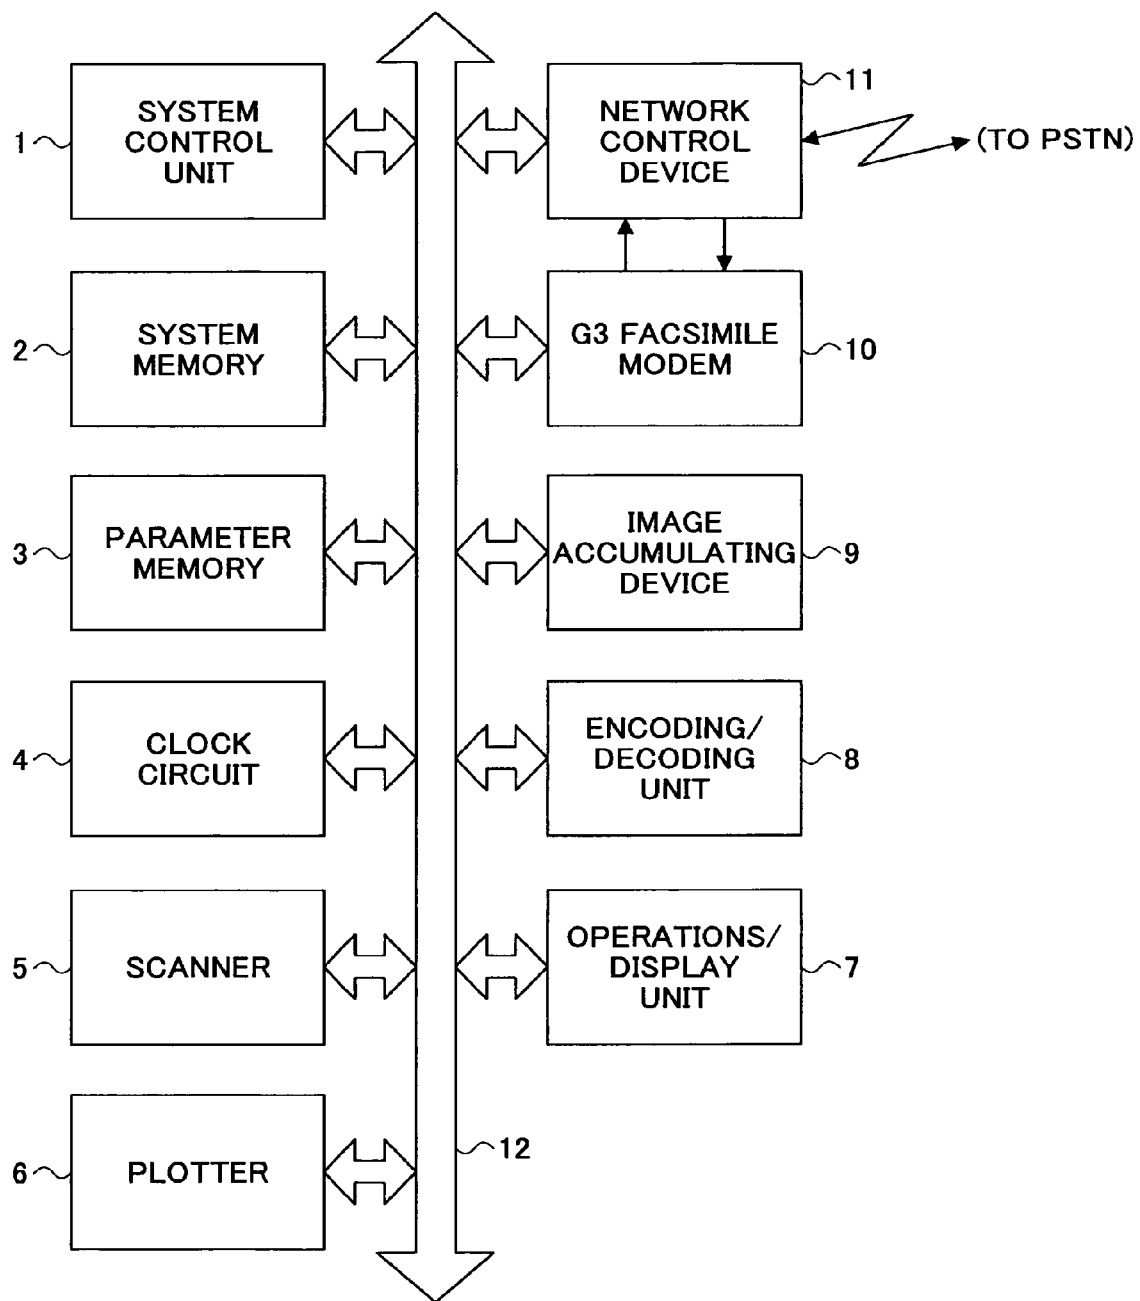 SYSTEM
CONTROL
UNIT
1
NETWORK
CONTROL
DEVICE
11
(TO PSTN)
SYSTEM
MEMORY
2
G3 FACSIMILE
MODEM
10
PARAMETER
MEMORY
3
IMAGE
ACCUMULATING
DEVICE
9
CLOCK
CIRCUIT
4
ENCODING/
DECODING
UNIT
8
SCANNER
5
OPERATIONS/
DISPLAY
UNIT
7
PLOTTER
6
12